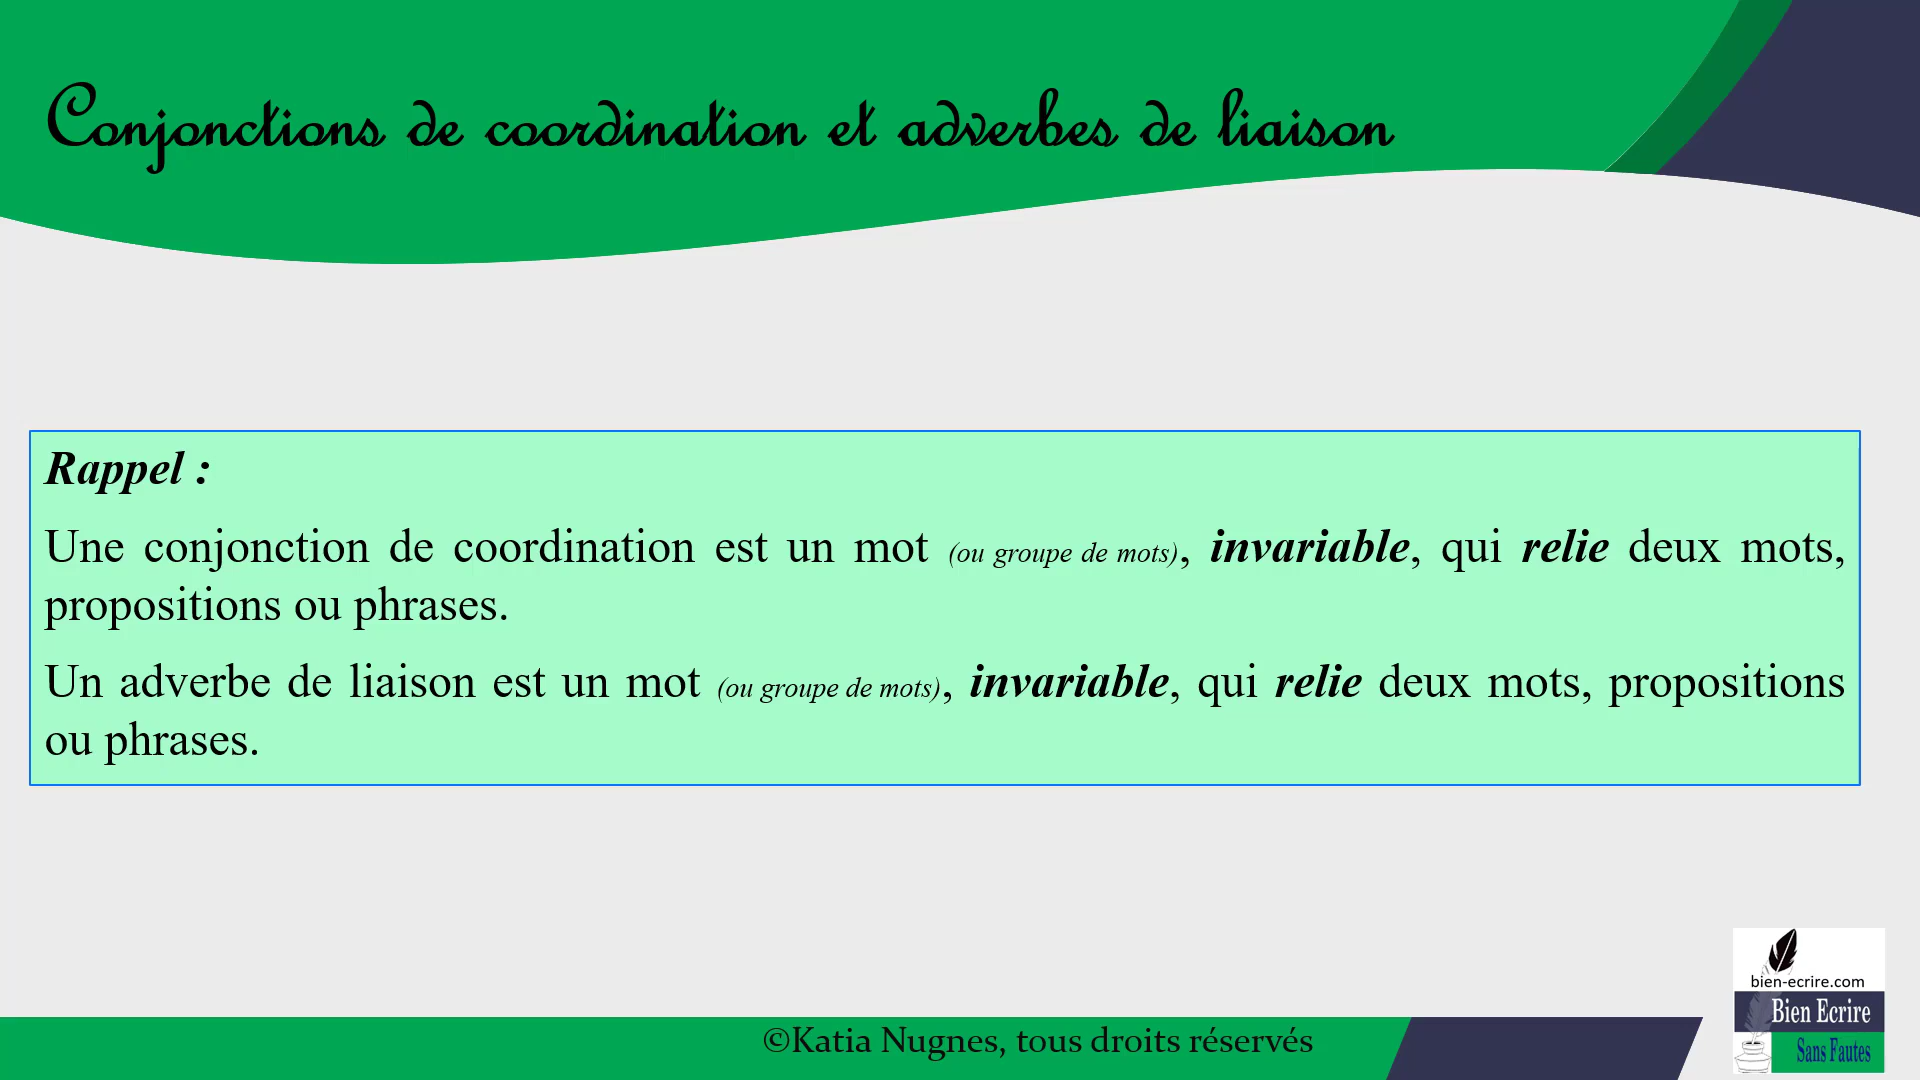 Conjonctions de coordination et adverbes de liaison
Rappel :
Une conjonction de coordination est un mot (ou groupe de mots), invariable, qui relie deux mots,
propositions ou phrases.
Un adverbe de liaison est un mot (ou groupe de mots), invariable, qui relie deux mots, propositions
ou phrases.
bien-ecrire.com
Bien Ecrire
Sans Fautes
©Katia Nugnes, tous droits réservés